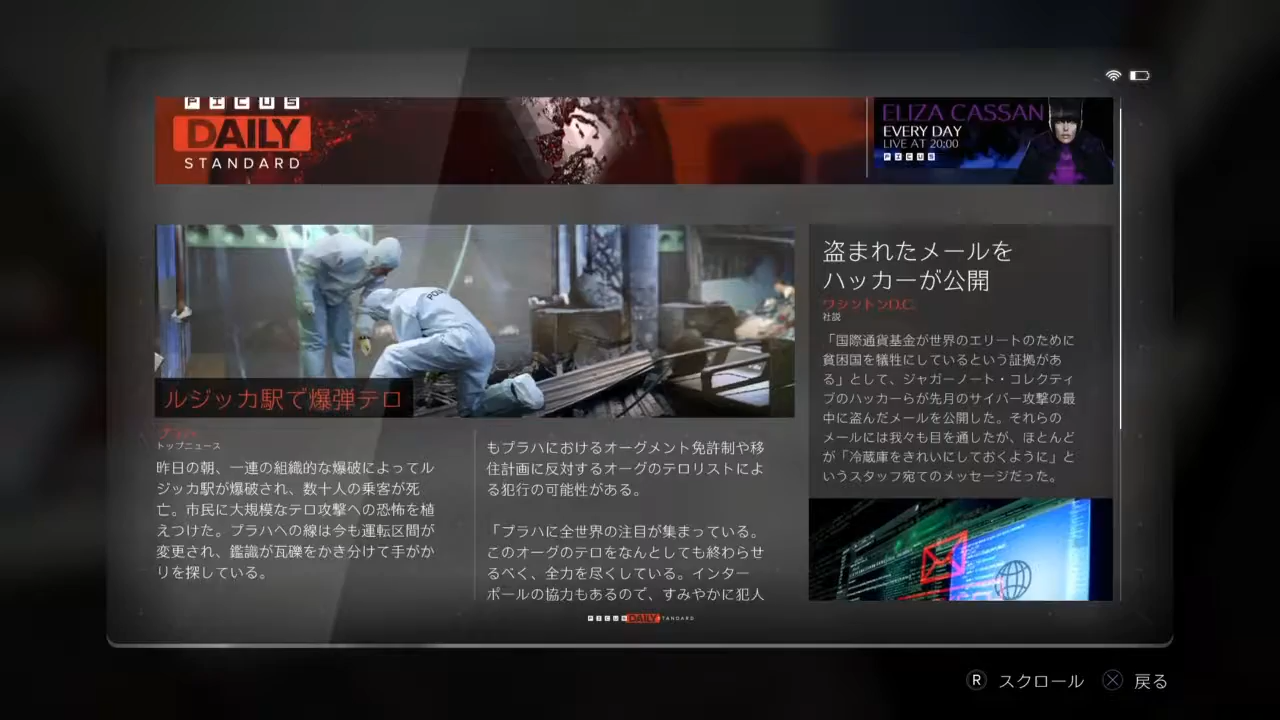 PICUS
DAILY
STANDARD
ELIZA CASSAN
EVERY DAY
LIVE AT 20:00
PICUS
ルジッカ駅で爆弾テロ
プラハ
トップニュース
昨日の朝、一連の組織的な爆破によってル
ジッカ駅が爆破され、数十人の乗客が死
亡。市民に大規模なテロ攻撃への恐怖を植
えつけた。プラハへの線は今も運転区間が
変更され、鑑識が瓦礫をかき分けて手がか
りを探している。
もプラハにおけるオーグメント免許制や移
住計画に反対するオーグのテロリストによ
る犯行の可能性がある。
「プラハに全世界の注目が集まっている。
このオーグのテロをなんとしても終わらせ
るべく、全力を尽くしている。インター
ポールの協力もあるので、すみやかに犯人
盗まれたメールを
ハッカーが公開
ワシントンD.C.
社説
「国際通貨基金が世界のエリートのために
貧困国を犠牲にしているという証拠があ
る」として、ジャガーノート・コレクティ
ブのハッカーらが先月のサイバー攻撃の最
中に盗んだメールを公開した。それらの
メールには我々も目を通したが、ほとんど
が「冷蔵庫をきれいにしておくように」と
いうスタッフ宛てのメッセージだった。
PICUS DAILY STANDARD
R スクロール
戻る